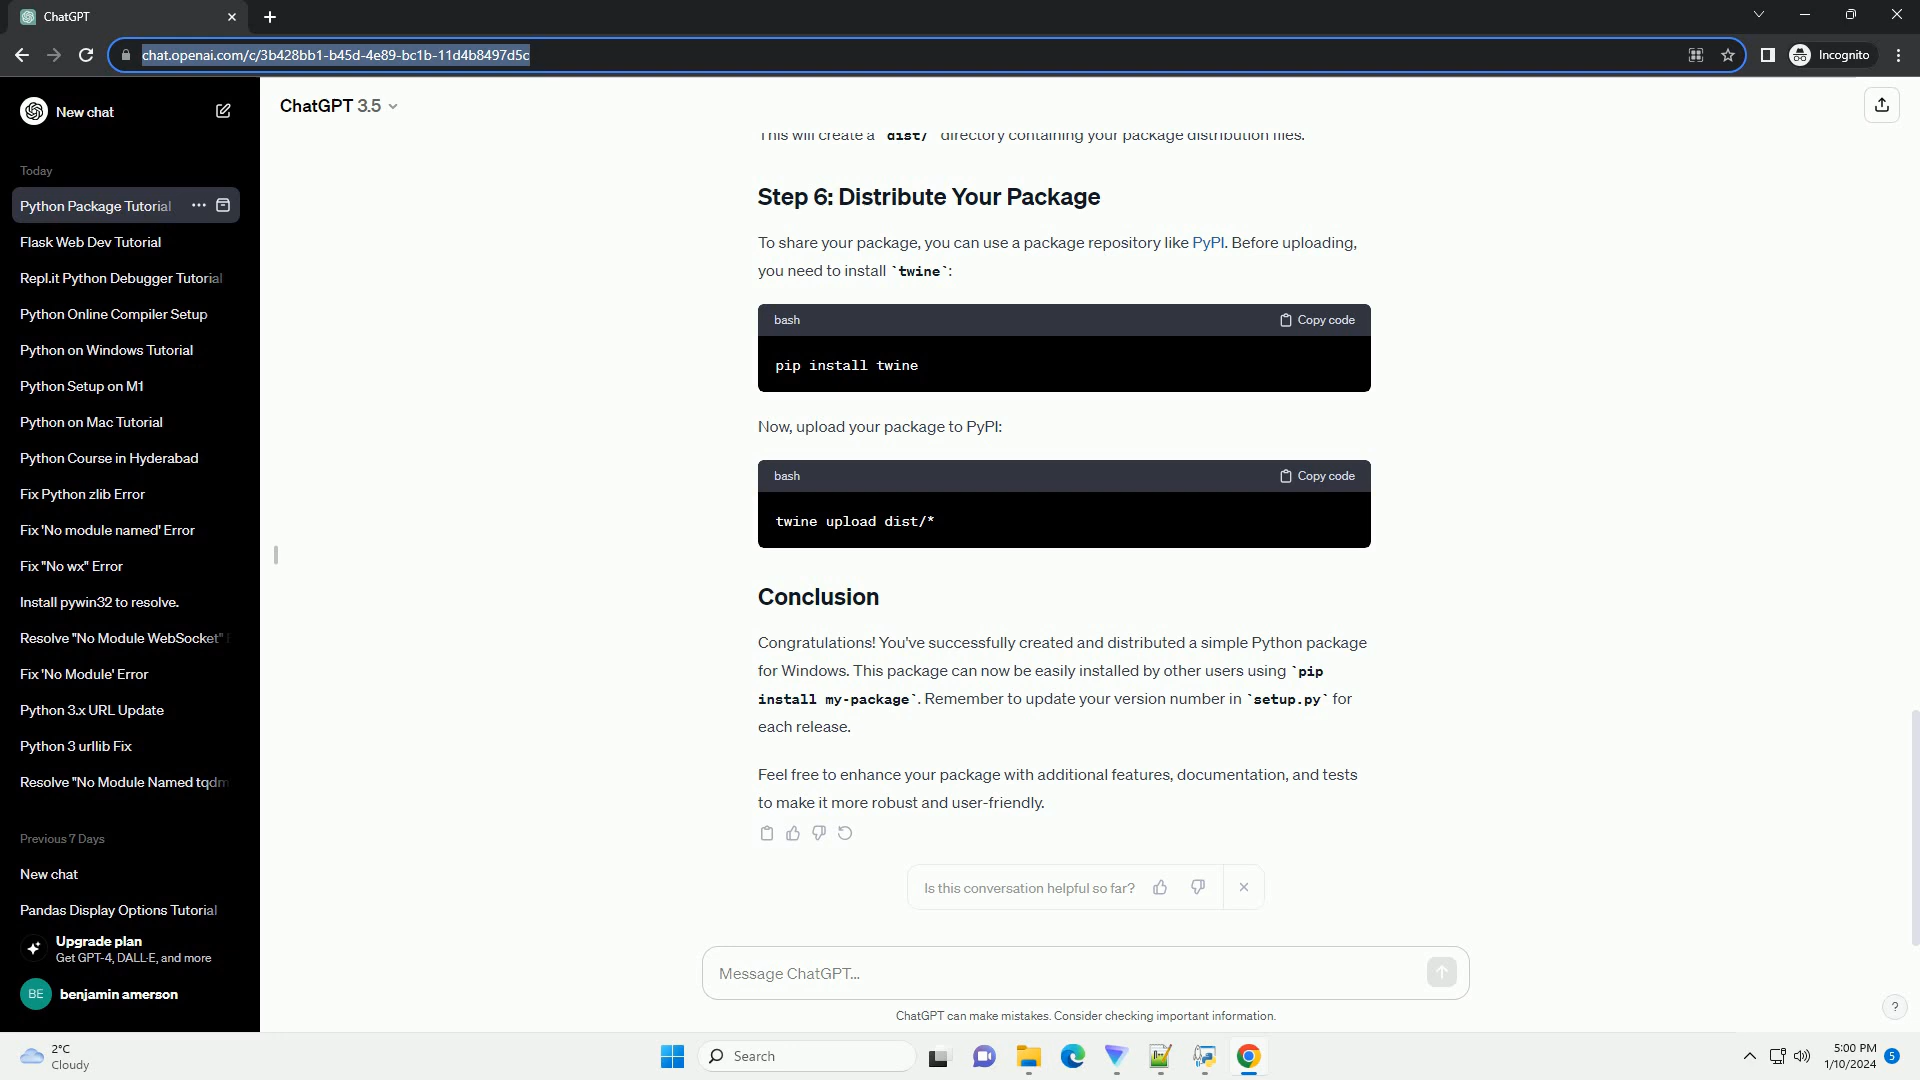 ChatGPT
chat.openai.com/c/3b428bb1-b45d-4e89-bc1b-11d4b8497d5c
Incognito
New chat
ChatGPT 3.5
Today
Python Package Tutorial
Flask Web Dev Tutorial
Repl.it Python Debugger Tutorial
Python Online Compiler Setup
Python on Windows Tutorial
Python Setup on M1
Python on Mac Tutorial
Python Course in Hyderabad
Fix Python zlib Error
Fix 'No module named' Error
Fix "No wx" Error
Install pywin32 to resolve.
Resolve "No Module WebSocket"
Fix 'No Module' Error
Python 3.x URL Update
Python 3 urllib Fix
Resolve "No Module Named tqdm
Previous 7 Days
New chat
Pandas Display Options Tutorial
Upgrade plan
Get GPT-4, DALL·E, and more
BE
benjamin amerson
This will create a `dist/` directory containing your package distribution files.
Step 6: Distribute Your Package
To share your package, you can use a package repository like PyPI. Before uploading,
you need to install `twine`:
bash
Copy code
pip install twine
Now, upload your package to PyPI:
bash
Copy code
twine upload dist/*
Conclusion
Congratulations! You've successfully created and distributed a simple Python package
for Windows. This package can now be easily installed by other users using `pip
install my-package`. Remember to update your version number in `setup.py` for
each release.
Feel free to enhance your package with additional features, documentation, and tests
to make it more robust and user-friendly.
Is this conversation helpful so far?
Message ChatGPT...
ChatGPT can make mistakes. Consider checking important information.
?
2°C
Cloudy
Search
5:00 PM
1/10/2024
5